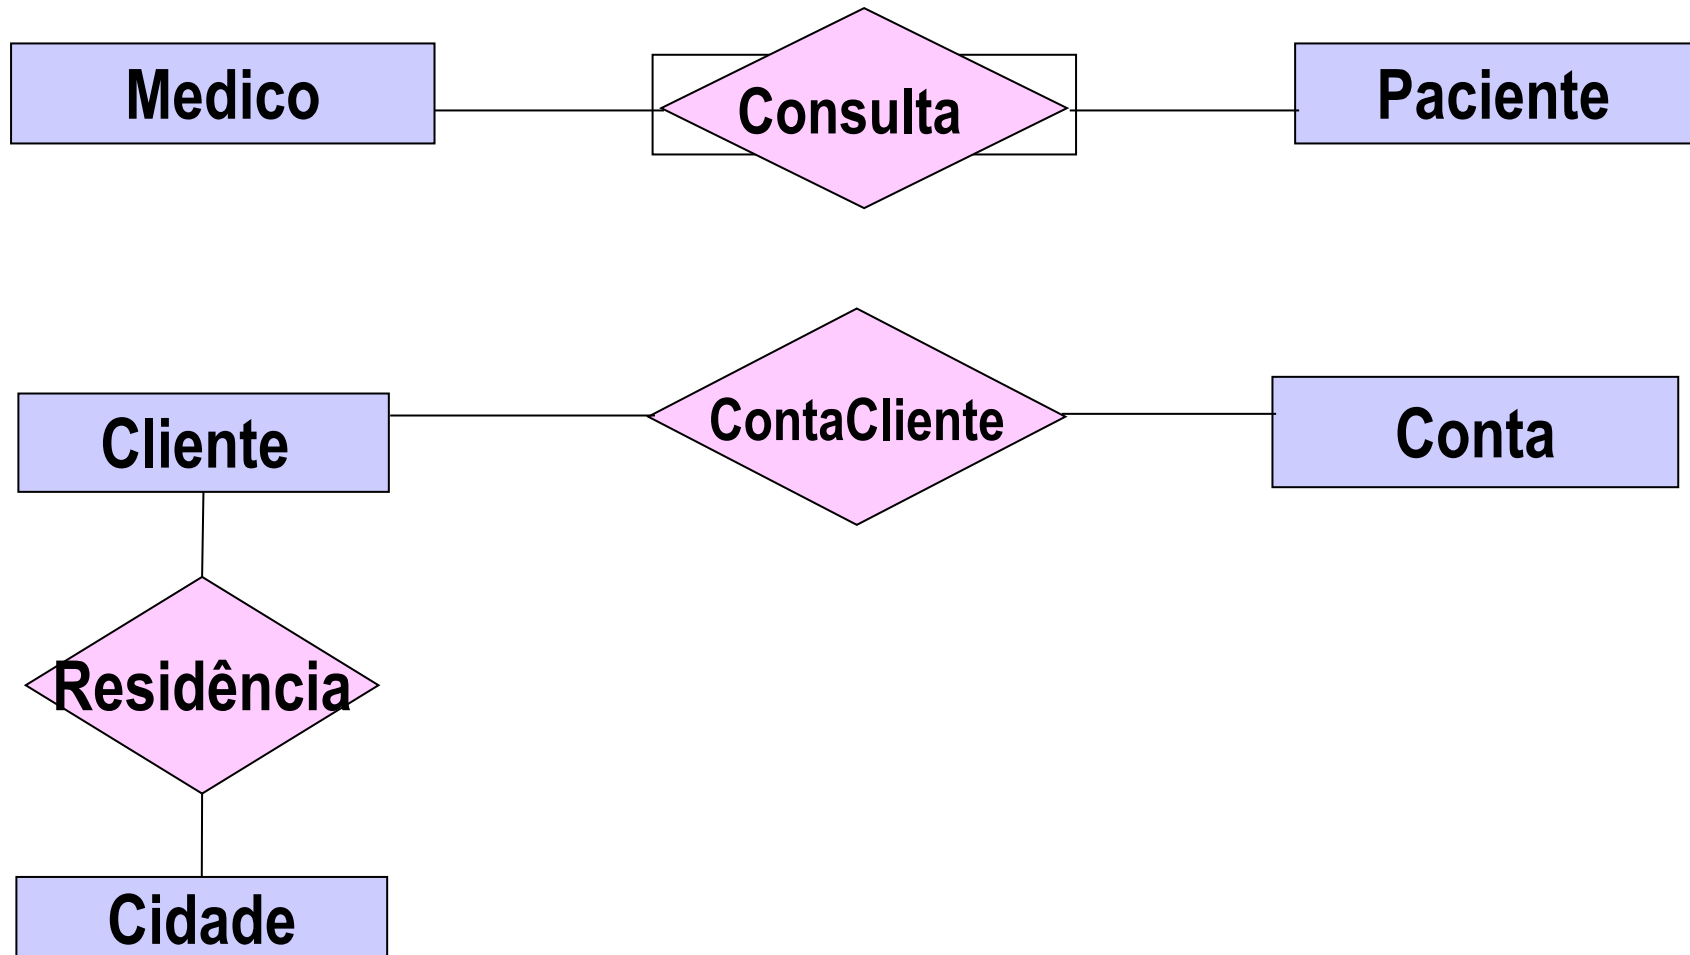 Medico
Consulta
Paciente
Cliente
ContaCliente
Conta
Residência
Cidade